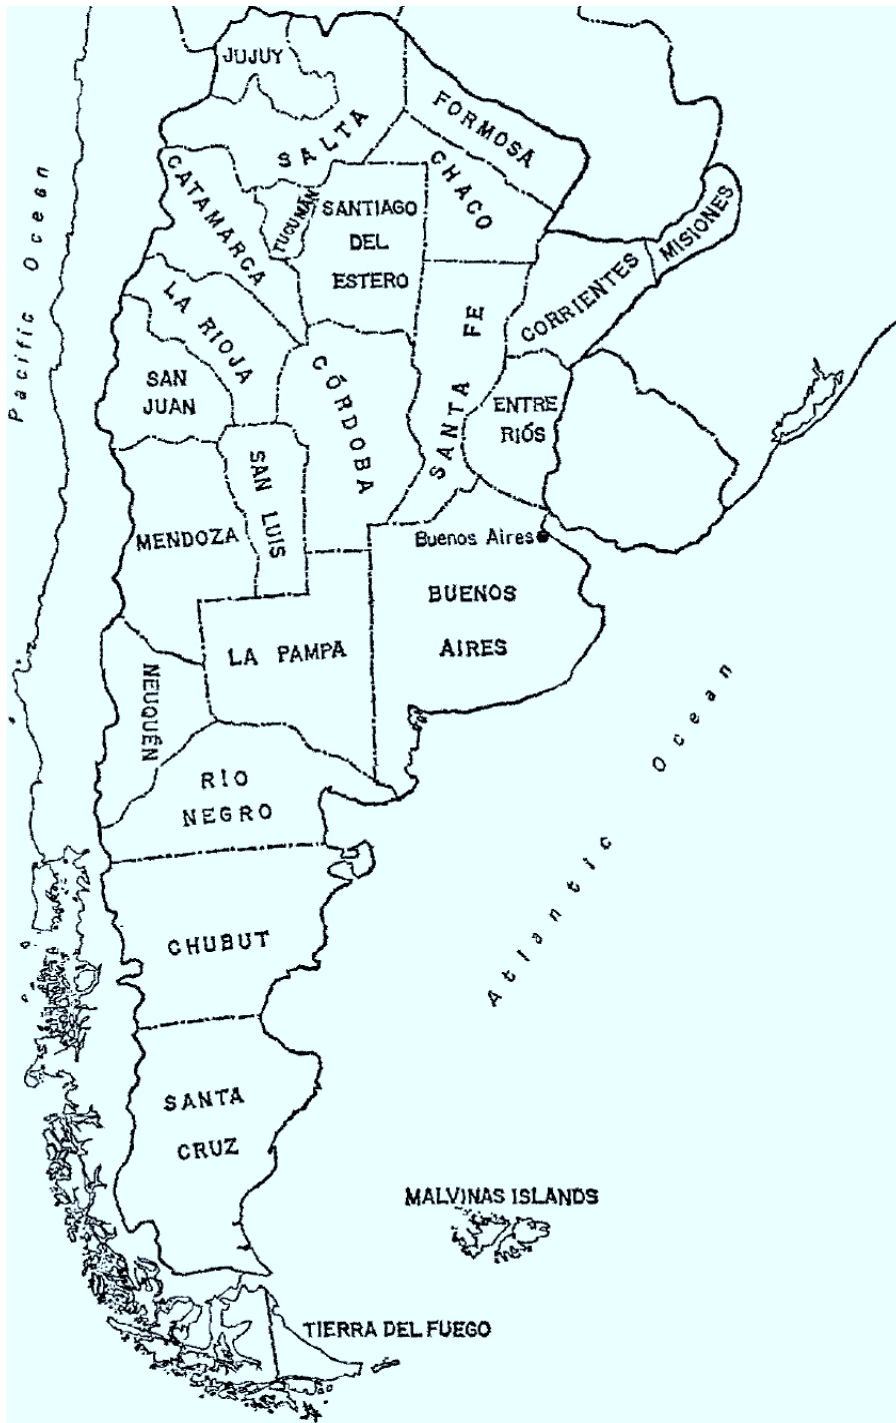 JUJUY
FORMOSA
SALTA
CHACO
CATAMARCA
TUCUMÁN
SANTIAGO
DEL
ESTERO
MISIONES
CORRIENTES
Pacific Ocean
LA RIOJA
SANTA FE
SAN
JUAN
CÓRDOBA
ENTRE
RIÓS
SAN LUIS
MENDOZA
Buenos Aires
BUENOS
AIRES
LA PAMPA
NEUQUÉN
RÍO
NEGRO
Atlantic Ocean
CHUBUT
SANTA
CRUZ
MALVINAS ISLANDS
TIERRA DEL FUEGO